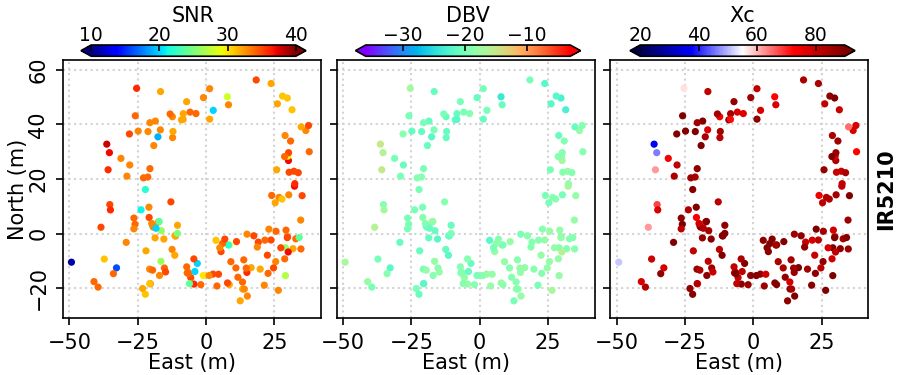 SNR DBV Xc
10 20 30 40 −30 −20 −10 20 40 60 80
60
40
20
0
−20
North (m)
−50 −25 0 25 −50 −25 0 25 −50 −25 0 25
East (m) East (m) East (m)
IR5210